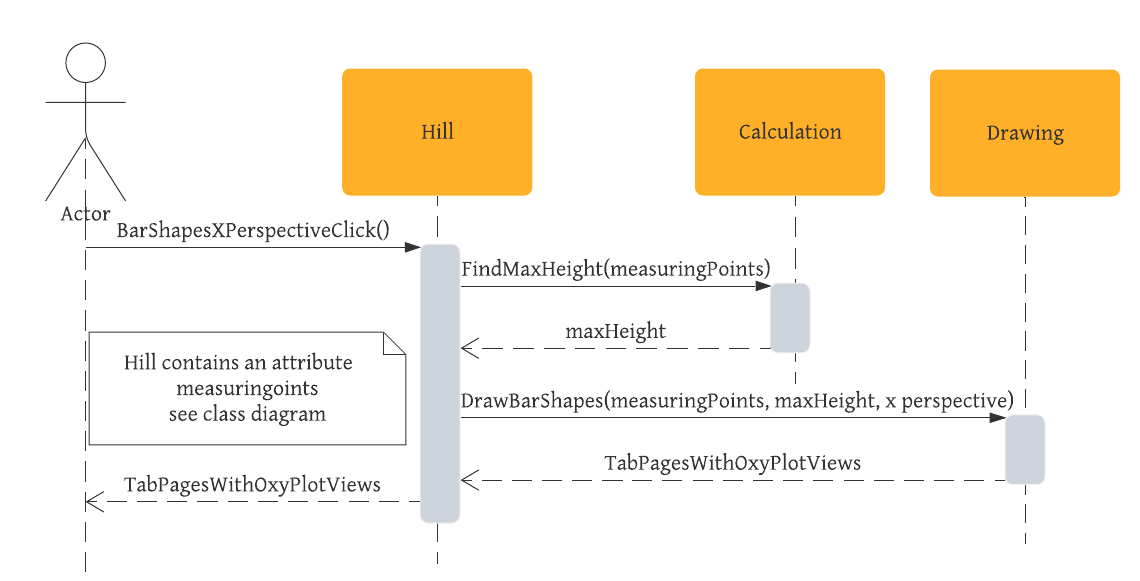 Hill
Calculation
Drawing
Actor
BarShapesXPerspectiveClick()
FindMaxHeight(measuringPoints)
maxHeight
Hill contains an attribute
measuringoints
see class diagram
DrawBarShapes(measuringPoints, maxHeight, x perspective)
TabPagesWithOxyPlotViews
TabPagesWithOxyPlotViews